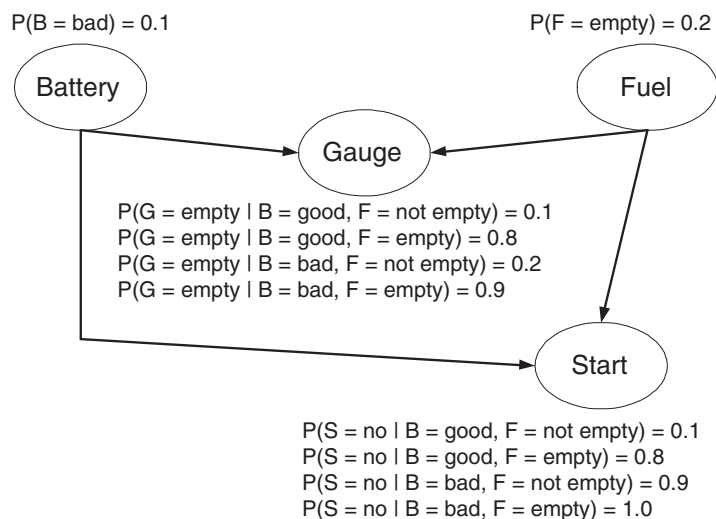 P(B = bad) = 0.1
P(F = empty) = 0.2
Battery
Fuel
Gauge
P(G = empty | B = good, F = not empty) = 0.1
P(G = empty | B = good, F = empty) = 0.8
P(G = empty | B = bad, F = not empty) = 0.2
P(G = empty | B = bad, F = empty) = 0.9
Start
P(S = no | B = good, F = not empty) = 0.1
P(S = no | B = good, F = empty) = 0.8
P(S = no | B = bad, F = not empty) = 0.9
P(S = no | B = bad, F = empty) = 1.0